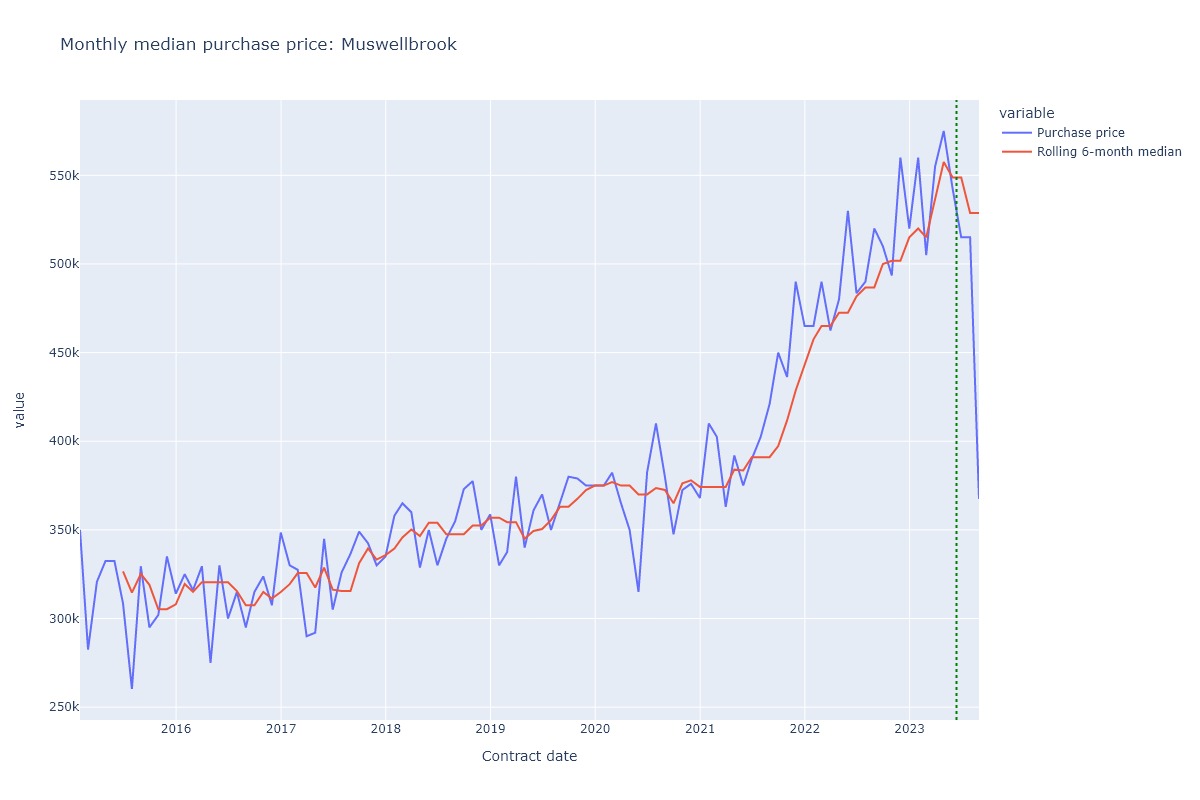 Monthly median purchase price: Muswellbrook
variable
Purchase price
Rolling 6-month median
550k
500k
450k
400k
350k
300k
250k
value
2016 2017 2018 2019 2020 2021 2022 2023
Contract date